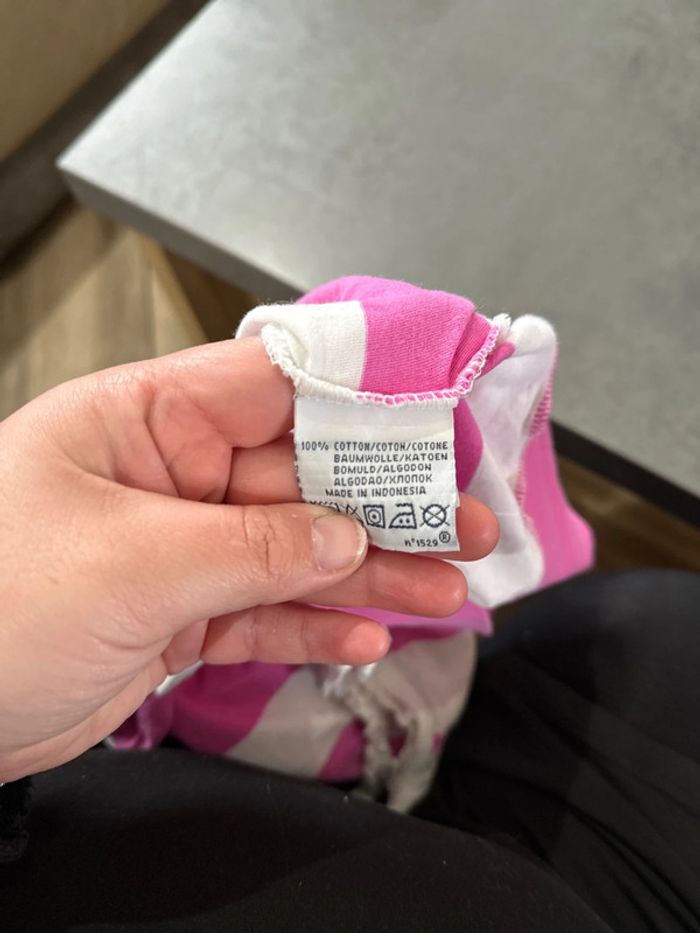 100% COTTON/COTON/COTONE
BAUMWOLLE/KATOEN
BOMULD/ALGODON
ALGODAO/ХЛОПОК
MADE IN INDONESIA
n°1529®